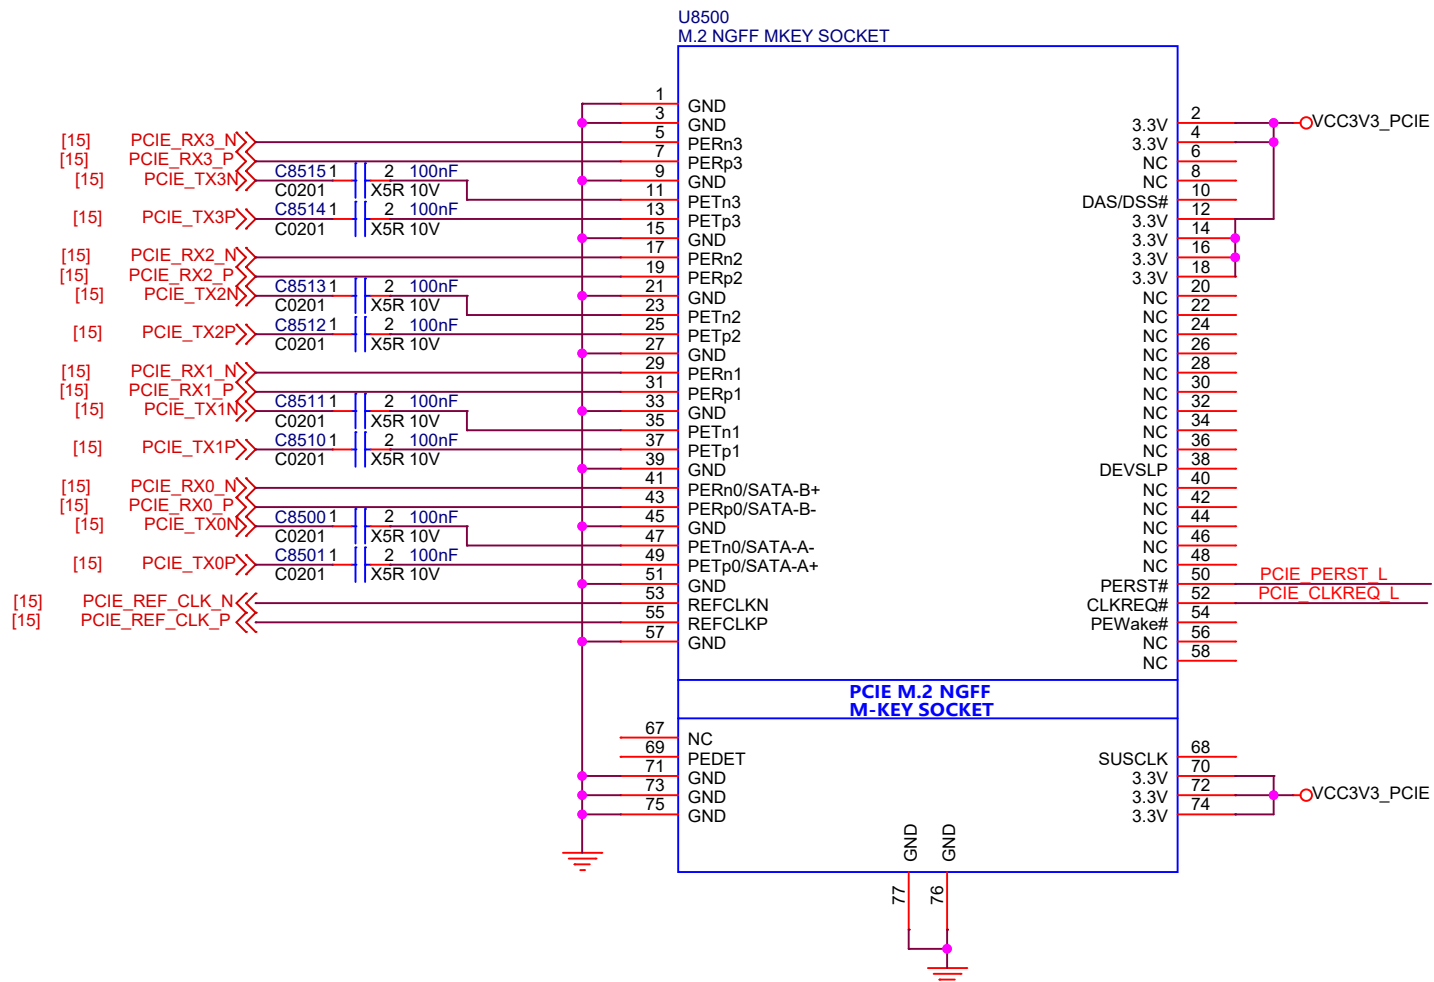 U8500
M.2 NGFF MKEY SOCKET
1 GND
3 GND
[15] PCIE_RX3_N 5 PERn3
[15] PCIE_RX3_P 7 PERp3
[15] PCIE_TX3N C8515 1 2 100nF 9 GND
C0201 X5R 10V 11 PETn3
[15] PCIE_TX3P C8514 1 2 100nF 13 PETp3
C0201 X5R 10V 15 GND
[15] PCIE_RX2_N 17 PERn2
[15] PCIE_RX2_P 19 PERp2
[15] PCIE_TX2N C8513 1 2 100nF 21 GND
C0201 X5R 10V 23 PETn2
[15] PCIE_TX2P C8512 1 2 100nF 25 PETp2
C0201 X5R 10V 27 GND
[15] PCIE_RX1_N 29 PERn1
[15] PCIE_RX1_P 31 PERp1
[15] PCIE_TX1N C8511 1 2 100nF 33 GND
C0201 X5R 10V 35 PETn1
[15] PCIE_TX1P C8510 1 2 100nF 37 PETp1
C0201 X5R 10V 39 GND
[15] PCIE_RX0_N 41 PERn0/SATA-B+
[15] PCIE_RX0_P 43 PERp0/SATA-B-
[15] PCIE_TX0N C8500 1 2 100nF 45 GND
C0201 X5R 10V 47 PETn0/SATA-A-
[15] PCIE_TX0P C8501 1 2 100nF 49 PETp0/SATA-A+
C0201 X5R 10V 51 GND
[15] PCIE_REF_CLK_N 53 REFCLKN
[15] PCIE_REF_CLK_P 55 REFCLKP
57 GND
3.3V 2 VCC3V3_PCIE
3.3V 4
NC 6
NC 8
DAS/DSS# 10
3.3V 12
3.3V 14
3.3V 16
3.3V 18
NC 20
NC 22
NC 24
NC 26
NC 28
NC 30
NC 32
NC 34
NC 36
DEVSLP 38
NC 40
NC 42
NC 44
NC 46
NC 48
PERST# 50 PCIE_PERST_L
CLKREQ# 52 PCIE_CLKREQ_L
PEWake# 54
NC 56
NC 58
PCIE M.2 NGFF
M-KEY SOCKET
67 NC
69 PEDET
71 GND
73 GND
75 GND
SUSCLK 68
3.3V 70
3.3V 72 VCC3V3_PCIE
3.3V 74
GND GND
77 76